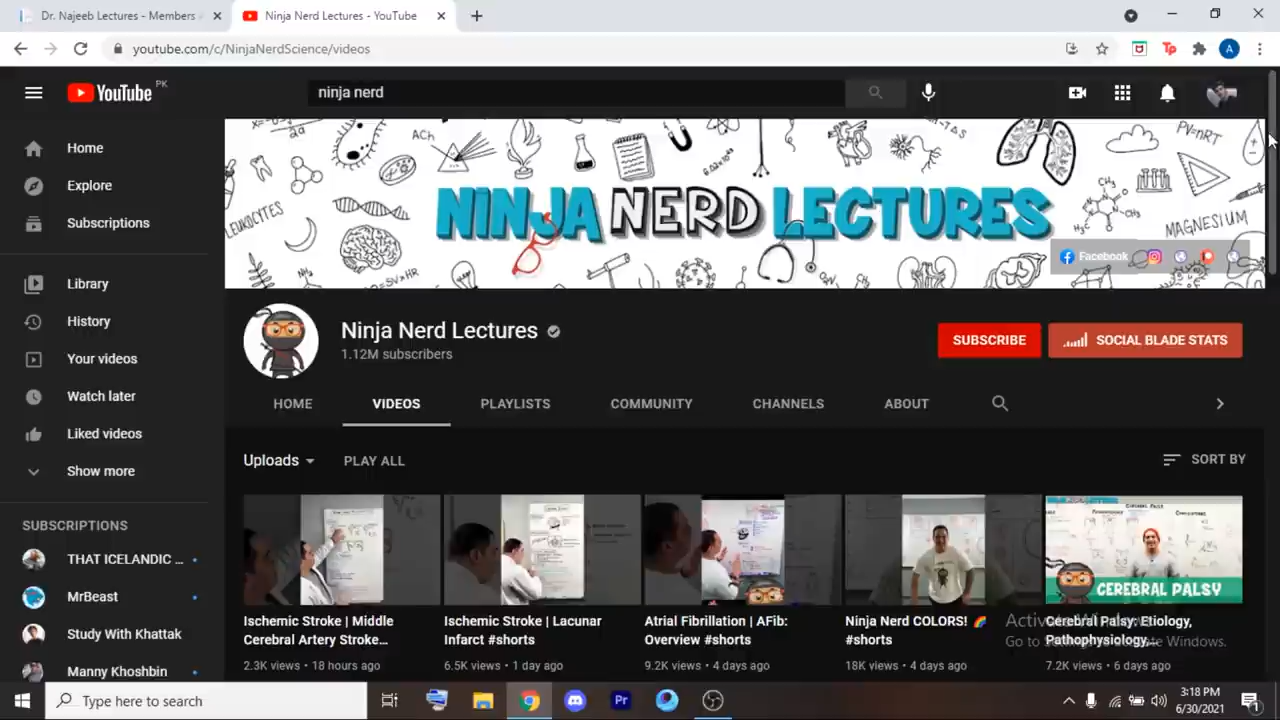 Dr. Najeeb Lectures - Members
Ninja Nerd Lectures - YouTube
youtube.com/c/NinjaNerdScience/videos
YouTube PK
ninja nerd
Home
Explore
Subscriptions
Library
History
Your videos
Watch later
Liked videos
Show more
SUBSCRIPTIONS
THAT ICELANDIC ...
MrBeast
Study With Khattak
Manny Khoshbin
ACh
PV=nRT
LEUKOCYTES
NINJA NERD LECTURES
MAGNESIUM
Facebook
Ninja Nerd Lectures
1.12M subscribers
SUBSCRIBE
SOCIAL BLADE STATS
HOME
VIDEOS
PLAYLISTS
COMMUNITY
CHANNELS
ABOUT
Uploads
PLAY ALL
SORT BY
CEREBRAL PALSY
Ischemic Stroke | Middle
Cerebral Artery Stroke...
2.3K views • 18 hours ago
Ischemic Stroke | Lacunar
Infarct #shorts
6.5K views • 1 day ago
Atrial Fibrillation | AFib:
Overview #shorts
9.2K views • 4 days ago
Ninja Nerd COLORS! 🌈
#shorts
18K views • 4 days ago
Cerebral Palsy: Etiology,
Pathophysiology,...
7.2K views • 6 days ago
Activate Windows
Go to Settings to activate Windows.
Type here to search
Pr
3:18 PM
6/30/2021